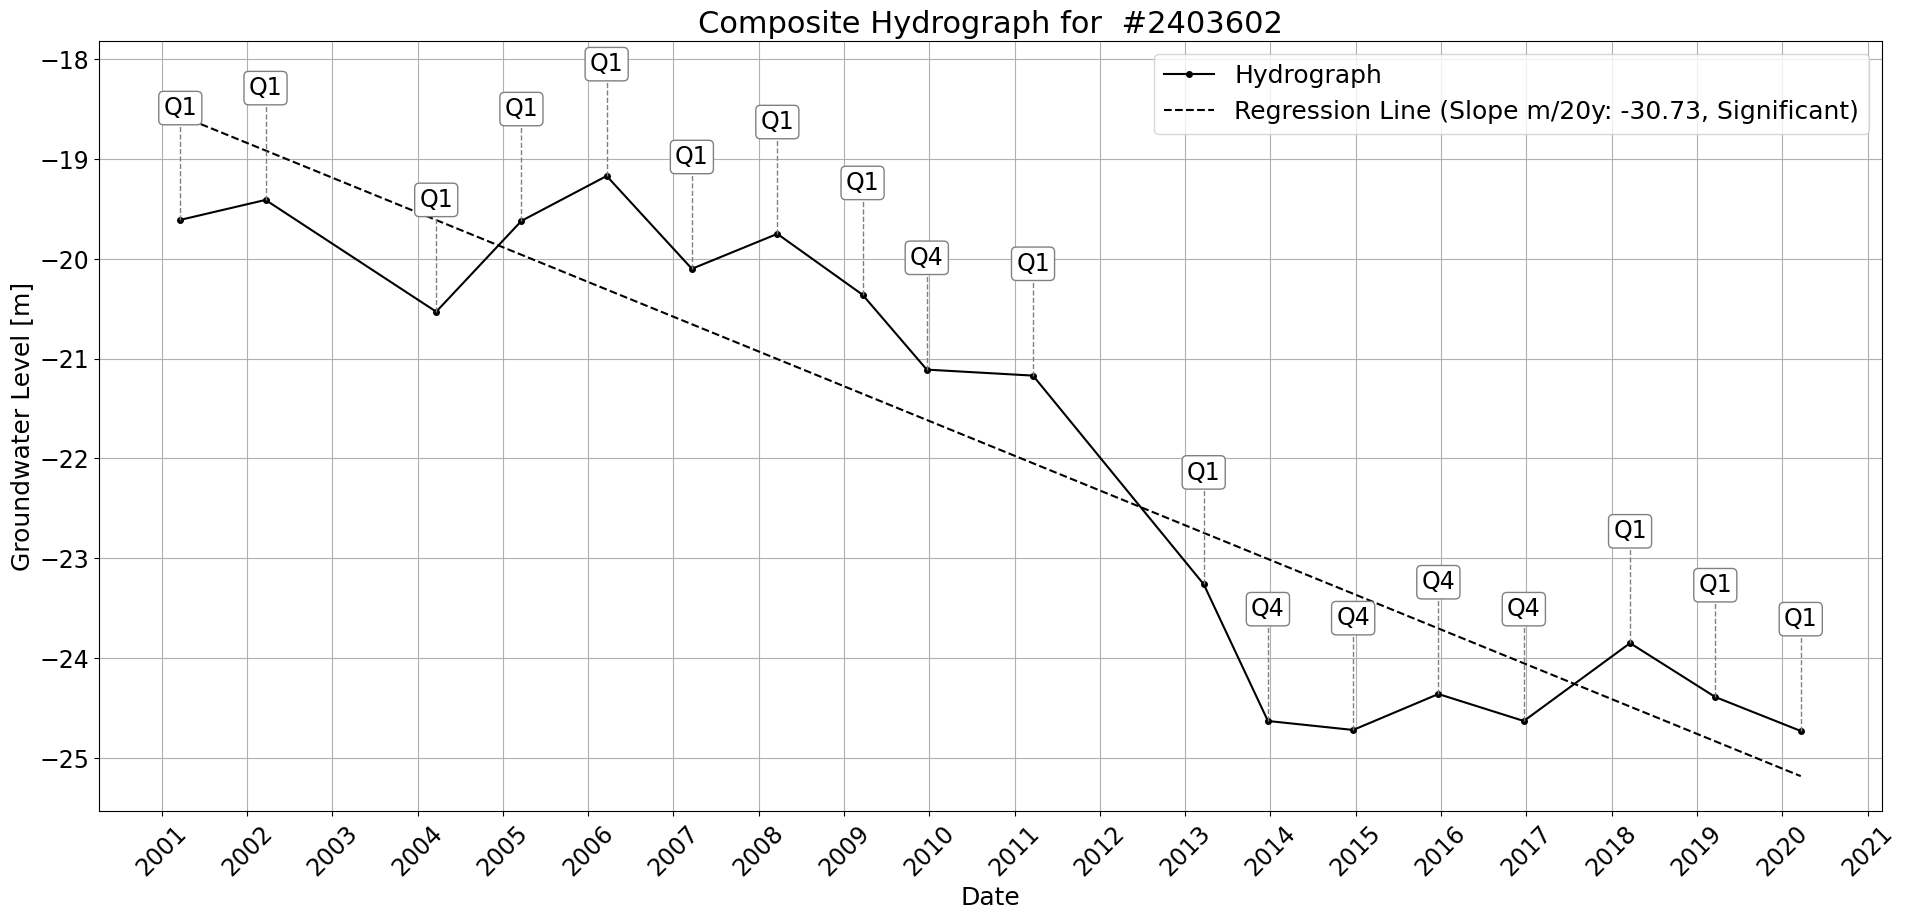 Composite Hydrograph for  #2403602
Hydrograph
Regression Line (Slope m/20y: -30.73, Significant)
Q1
Q1
Q1
Q1
Q1
Q1
Q1
Q1
Q4
Q1
Q1
Q4
Q4
Q4
Q4
Q1
Q1
Q1
Groundwater Level [m]
−18
−19
−20
−21
−22
−23
−24
−25
2001
2002
2003
2004
2005
2006
2007
2008
2009
2010
2011
2012
2013
2014
2015
2016
2017
2018
2019
2020
2021
Date